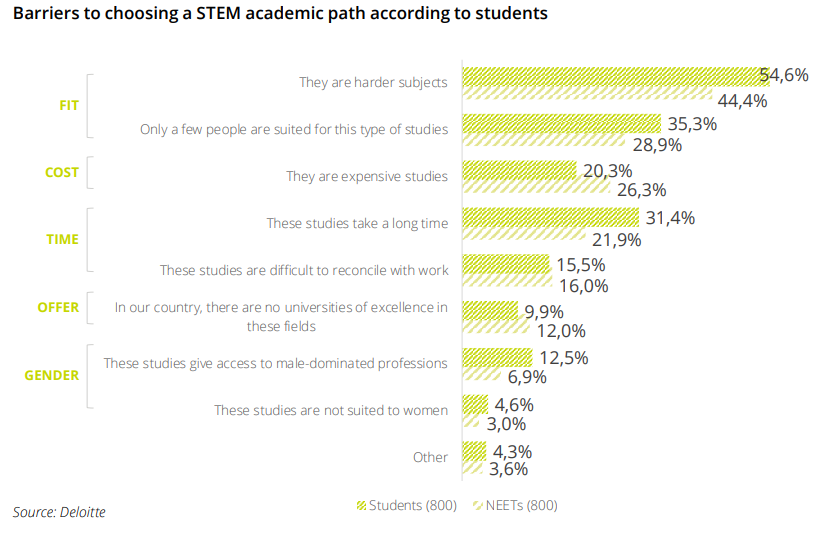 Barriers to choosing a STEM academic path according to students
FIT
They are harder subjects
54,6%
44,4%
Only a few people are suited for this type of studies
35,3%
28,9%
COST
They are expensive studies
20,3%
26,3%
TIME
These studies take a long time
31,4%
21,9%
These studies are difficult to reconcile with work
15,5%
16,0%
OFFER
In our country, there are no universities of excellence in
these fields
9,9%
12,0%
GENDER
These studies give access to male-dominated professions
12,5%
6,9%
These studies are not suited to women
4,6%
3,0%
Other
4,3%
3,6%
Students (800)
NEETs (800)
Source: Deloitte